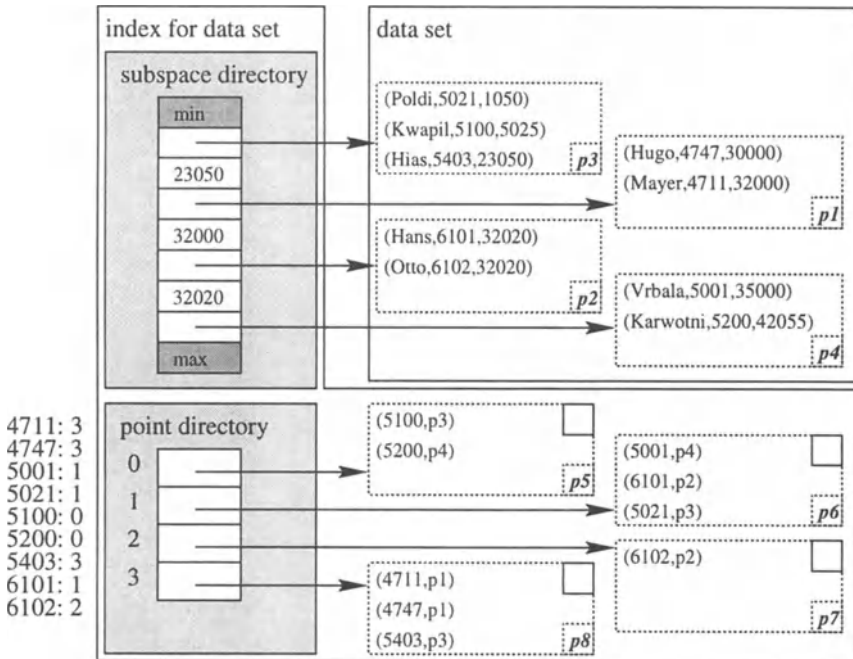 index for data set
data set
subspace directory
min
23050
32000
32020
max
(Poldi,5021,1050)
(Kwapil,5100,5025)
(Hias,5403,23050)
p3
(Hugo,4747,30000)
(Mayer,4711,32000)
p1
(Hans,6101,32020)
(Otto,6102,32020)
p2
(Vrbala,5001,35000)
(Karwotni,5200,42055)
p4
4711: 3
4747: 3
5001: 1
5021: 1
5100: 0
5200: 0
5403: 3
6101: 1
6102: 2
point directory
0
1
2
3
(5100,p3)
(5200,p4)
p5
(5001,p4)
(6101,p2)
(5021,p3)
p6
(6102,p2)
p7
(4711,p1)
(4747,p1)
(5403,p3)
p8